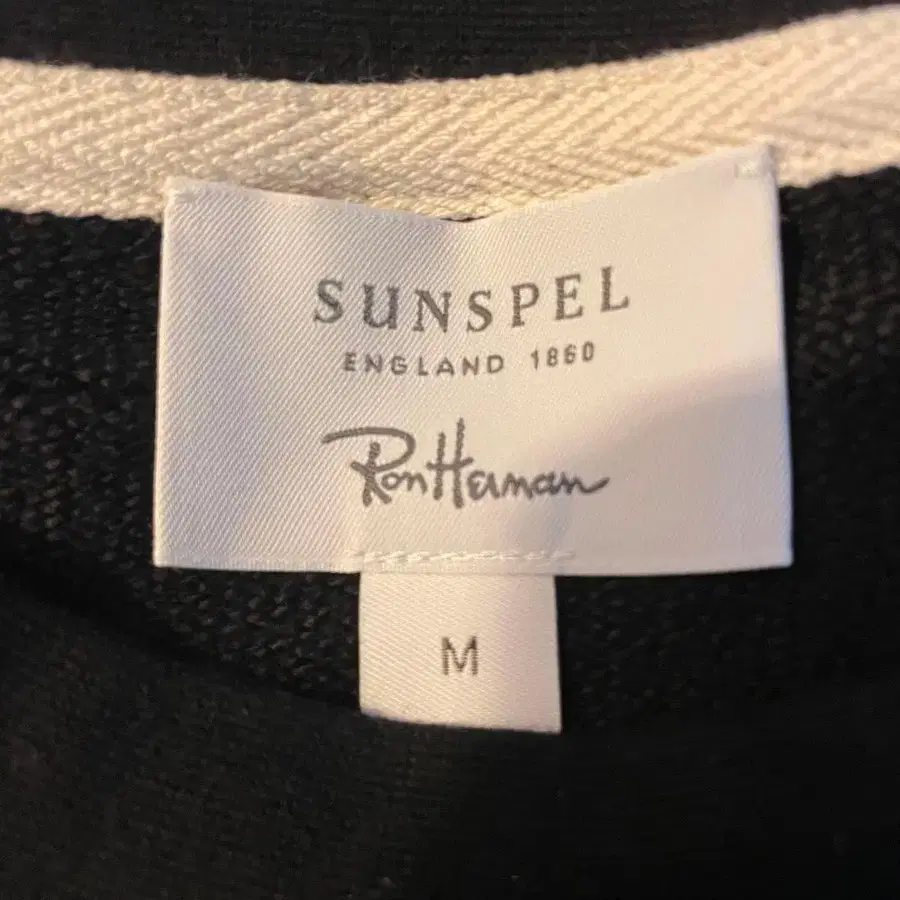 SUNSPEL
ENGLAND 1860
Ron Herman
M